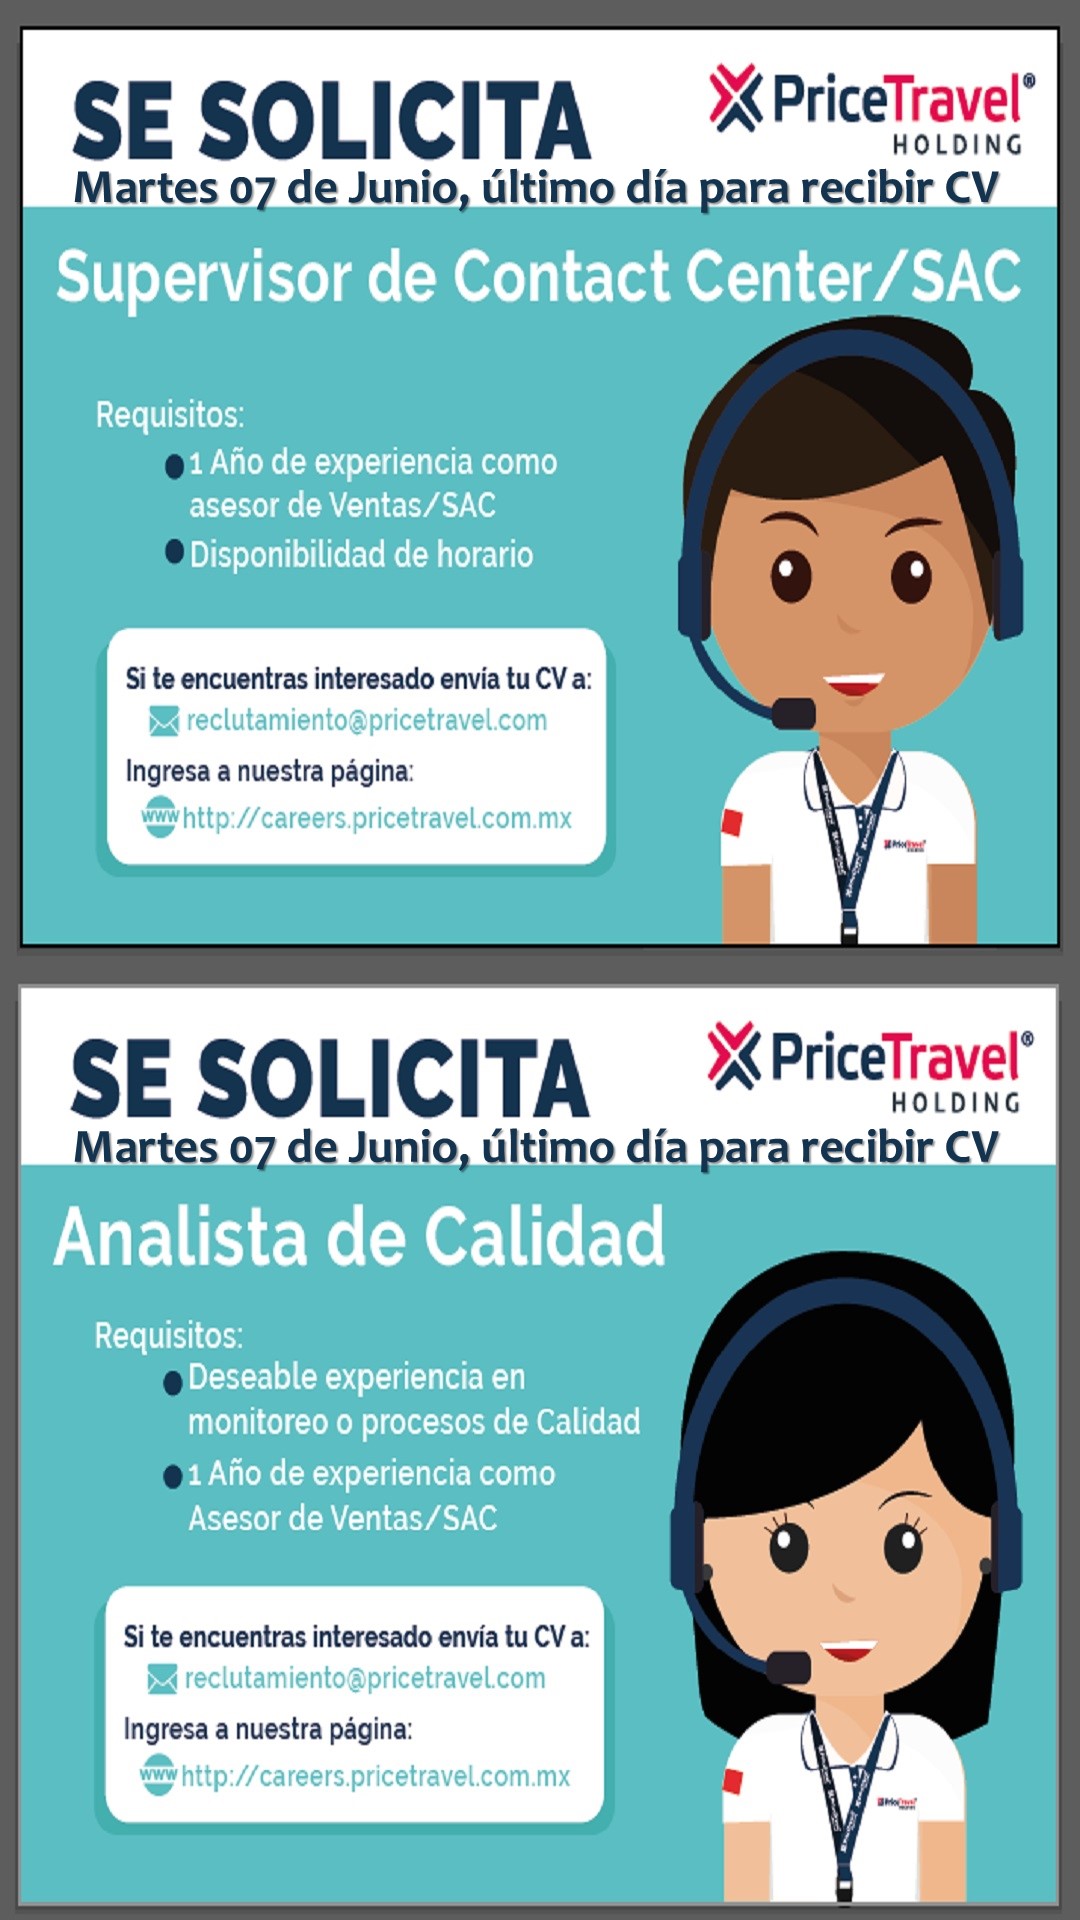 SE SOLICITA
PriceTravel®
HOLDING
Martes 07 de Junio, último día para recibir CV
Supervisor de Contact Center/SAC
Requisitos:
1 Año de experiencia como
asesor de Ventas/SAC
Disponibilidad de horario
Si te encuentras interesado envía tu CV a:
reclutamiento@pricetravel.com
Ingresa a nuestra página:
www http://careers.pricetravel.com.mx
PriceTravel
SE SOLICITA
PriceTravel®
HOLDING
Martes 07 de Junio, último día para recibir CV
Analista de Calidad
Requisitos:
Deseable experiencia en
monitoreo o procesos de Calidad
1 Año de experiencia como
Asesor de Ventas/SAC
Si te encuentras interesado envía tu CV a:
reclutamiento@pricetravel.com
Ingresa a nuestra página:
www http://careers.pricetravel.com.mx
PriceTravel